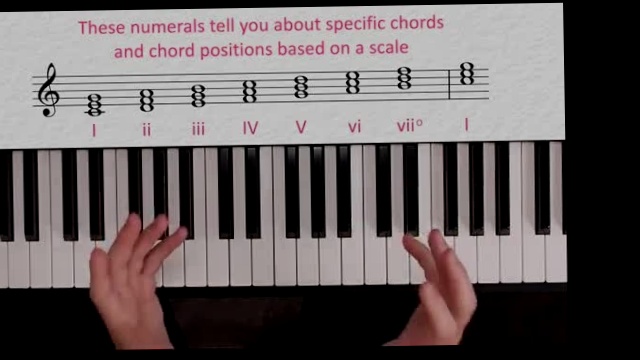 These numerals tell you about specific chords
and chord positions based on a scale
I ii iii IV V vi vii° I